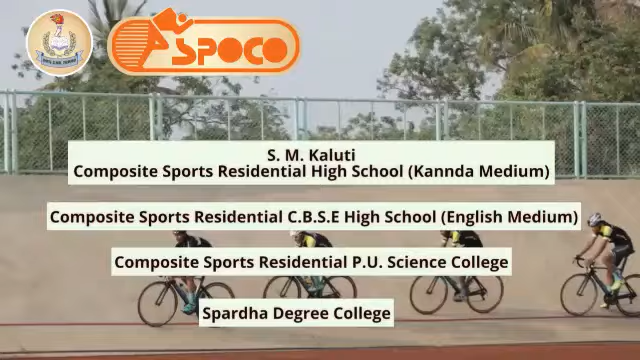 SPOCO
S. M. Kaluti
Composite Sports Residential High School (Kannda Medium)
Composite Sports Residential C.B.S.E High School (English Medium)
Composite Sports Residential P.U. Science College
Spardha Degree College